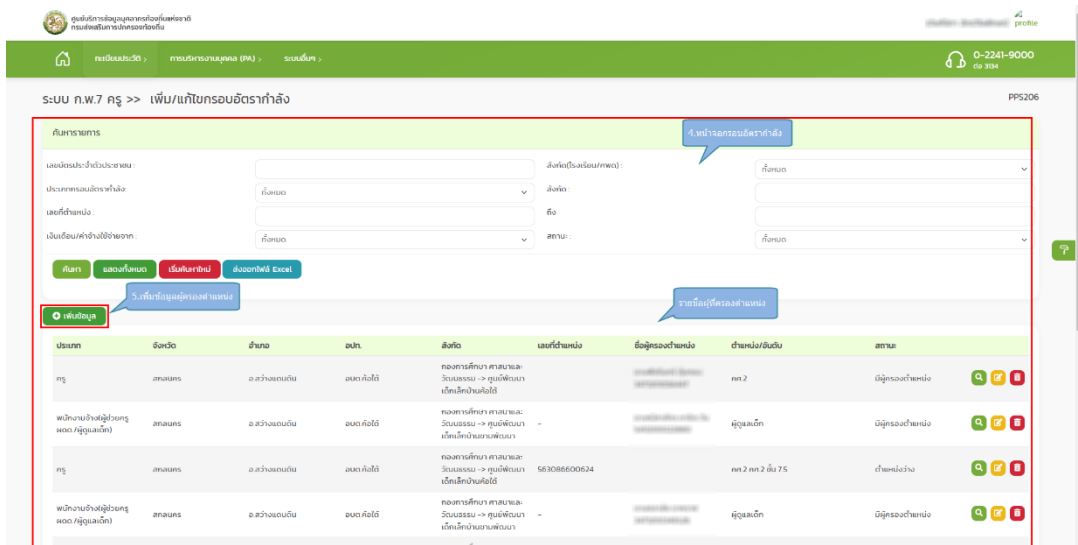 ศูนย์บริการข้อมูลบุคลากรท้องถิ่นแห่งชาติ
กรมส่งเสริมการปกครองท้องถิ่น
profile
ทะเบียนประวัติ > การบริหารงานบุคคล (PA) > ระบบอื่นๆ >
0-2241-9000
ต่อ 3134
ระบบ ก.พ.7 ครู >> เพิ่ม/แก้ไขกรอบอัตรากำลัง
PPS206
ค้นหารายการ
4.หน้าจอกรอบอัตรากำลัง
เลขบัตรประจำตัวประชาชน :
สังกัด(โรงเรียน/ศพด) : ทั้งหมด
ประเภทกรอบอัตรากำลัง: ทั้งหมด
สังกัด :
เลขที่ตำแหน่ง :
ถึง
เงินเดือน/ค่าจ้างใช้จ่ายจาก : ทั้งหมด
สถานะ : ทั้งหมด
ค้นหา แสดงทั้งหมด เริ่มค้นหาใหม่ ส่งออกไฟล์ Excel
5.เพิ่มข้อมูลผู้ครองตำแหน่ง
รายชื่อผู้ที่ครองตำแหน่ง
เพิ่มข้อมูล
ประเภท จังหวัด อำเภอ อปท. สังกัด เลขที่ตำแหน่ง ชื่อผู้ครองตำแหน่ง ตำแหน่ง/อันดับ สถานะ
กองการศึกษา ศาสนาและ
ครู สกลนคร อ.สว่างแดนดิน อบต.ค้อใต้ วัฒนธรรม -> ศูนย์พัฒนา คศ.2 มีผู้ครองตำแหน่ง
เด็กเล็กบ้านค้อใต้
กองการศึกษา ศาสนาและ
พนักงานจ้าง(ผู้ช่วยครู
ผดด./ผู้ดูแลเด็ก) สกลนคร อ.สว่างแดนดิน อบต.ค้อใต้ วัฒนธรรม -> ศูนย์พัฒนา - ผู้ดูแลเด็ก มีผู้ครองตำแหน่ง
เด็กเล็กบ้านยามพัฒนา
กองการศึกษา ศาสนาและ
ครู สกลนคร อ.สว่างแดนดิน อบต.ค้อใต้ วัฒนธรรม -> ศูนย์พัฒนา 563086600624 คศ.2 คศ.2 ขั้น 7.5 ตำแหน่งว่าง
เด็กเล็กบ้านค้อใต้
กองการศึกษา ศาสนาและ
พนักงานจ้าง(ผู้ช่วยครู
ผดด./ผู้ดูแลเด็ก) สกลนคร อ.สว่างแดนดิน อบต.ค้อใต้ วัฒนธรรม -> ศูนย์พัฒนา - ผู้ดูแลเด็ก มีผู้ครองตำแหน่ง
เด็กเล็กบ้านยามพัฒนา